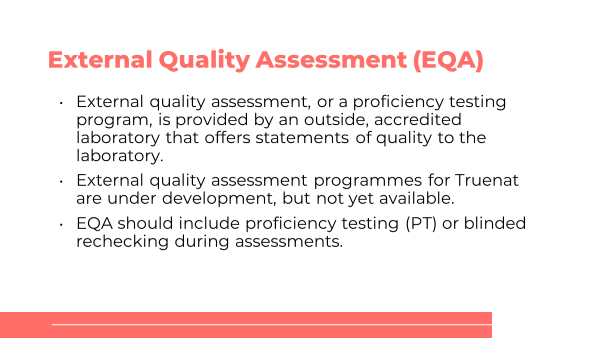 External Quality Assessment (EQA)
• External quality assessment, or a proficiency testing
program, is provided by an outside, accredited
laboratory that offers statements of quality to the
laboratory.
• External quality assessment programmes for Truenat
are under development, but not yet available.
• EQA should include proficiency testing (PT) or blinded
rechecking during assessments.